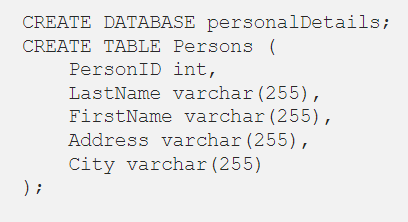 CREATE DATABASE personalDetails;
CREATE TABLE Persons (
    PersonID int,
    LastName varchar(255),
    FirstName varchar(255),
    Address varchar(255),
    City varchar(255)
);